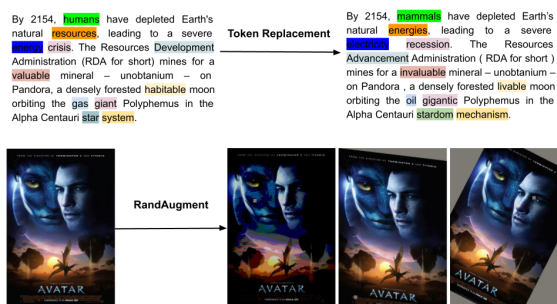 By 2154, humans have depleted Earth's
natural resources, leading to a severe
energy crisis. The Resources Development
Administration (RDA for short) mines for a
valuable mineral – unobtanium – on
Pandora, a densely forested habitable moon
orbiting the gas giant Polyphemus in the
Alpha Centauri star system.
Token Replacement
By 2154, mammals have depleted Earth's
natural energies, leading to a severe
electricity recession. The Resources
Advancement Administration ( RDA for short )
mines for a invaluable mineral – unobtanium –
on Pandora , a densely forested livable moon
orbiting the oil gigantic Polyphemus in the
Alpha Centauri stardom mechanism.
RandAugment
AVATAR
AVATAR
AVATAR
AVATAR